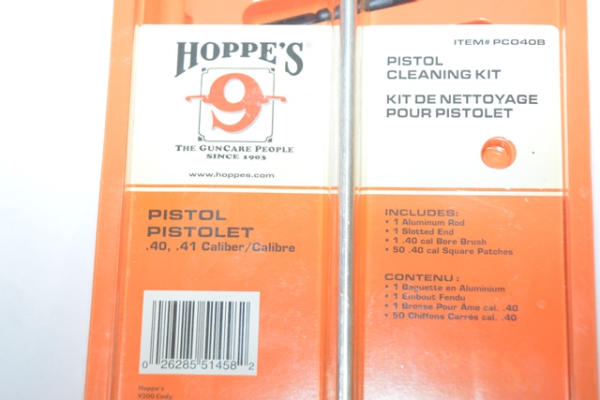 HOPPE'S
9
THE GUNCARE PEOPLE
SINCE 1903
www.hoppes.com
PISTOL
PISTOLET
.40, .41 Caliber/Calibre
0 26285 51458 2
Hoppe's
9200 Cody
ITEM# PCO40B
PISTOL
CLEANING KIT
KIT DE NETTOYAGE
POUR PISTOLET
INCLUDES:
• 1 Aluminum Rod
• 1 Slotted End
• 1 .40 cal Bore Brush
• 50 .40 cal Square Patches
CONTENU :
• 1 Baguette en Aluminium
• 1 Embout Fendu
• 1 Brosse Pour Âme cal. .40
• 50 Chiffons Carrés cal. .40